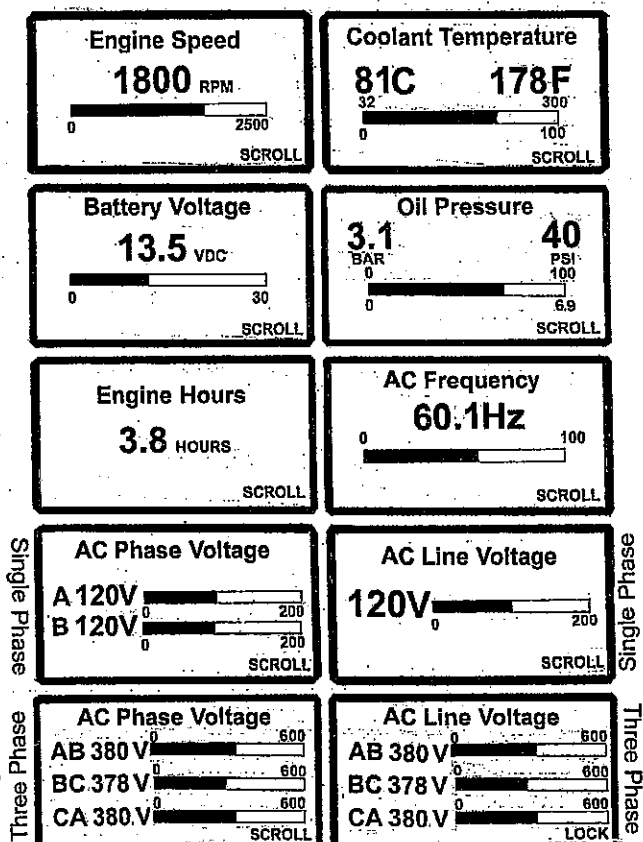 Engine Speed
1800 RPM
0 2500
SCROLL
Coolant Temperature
81C 178F
32 300
0 100
SCROLL
Battery Voltage
13.5 VDC
0 30
SCROLL
Oil Pressure
3.1 40
BAR PSI
0 100
0 6.9
SCROLL
Engine Hours
3.8 HOURS
SCROLL
AC Frequency
60.1Hz
0 100
SCROLL
Single Phase
AC Phase Voltage
A 120V
0 200
B 120V
0 200
SCROLL
AC Line Voltage
120V
0 200
SCROLL
Single Phase
Three Phase
AC Phase Voltage
0 600
AB 380 V
0 600
BC 378 V
0 600
CA 380 V
SCROLL
AC Line Voltage
0 600
AB 380 V
0 600
BC 378 V
0 600
CA 380 V
LOCK
Three Phase